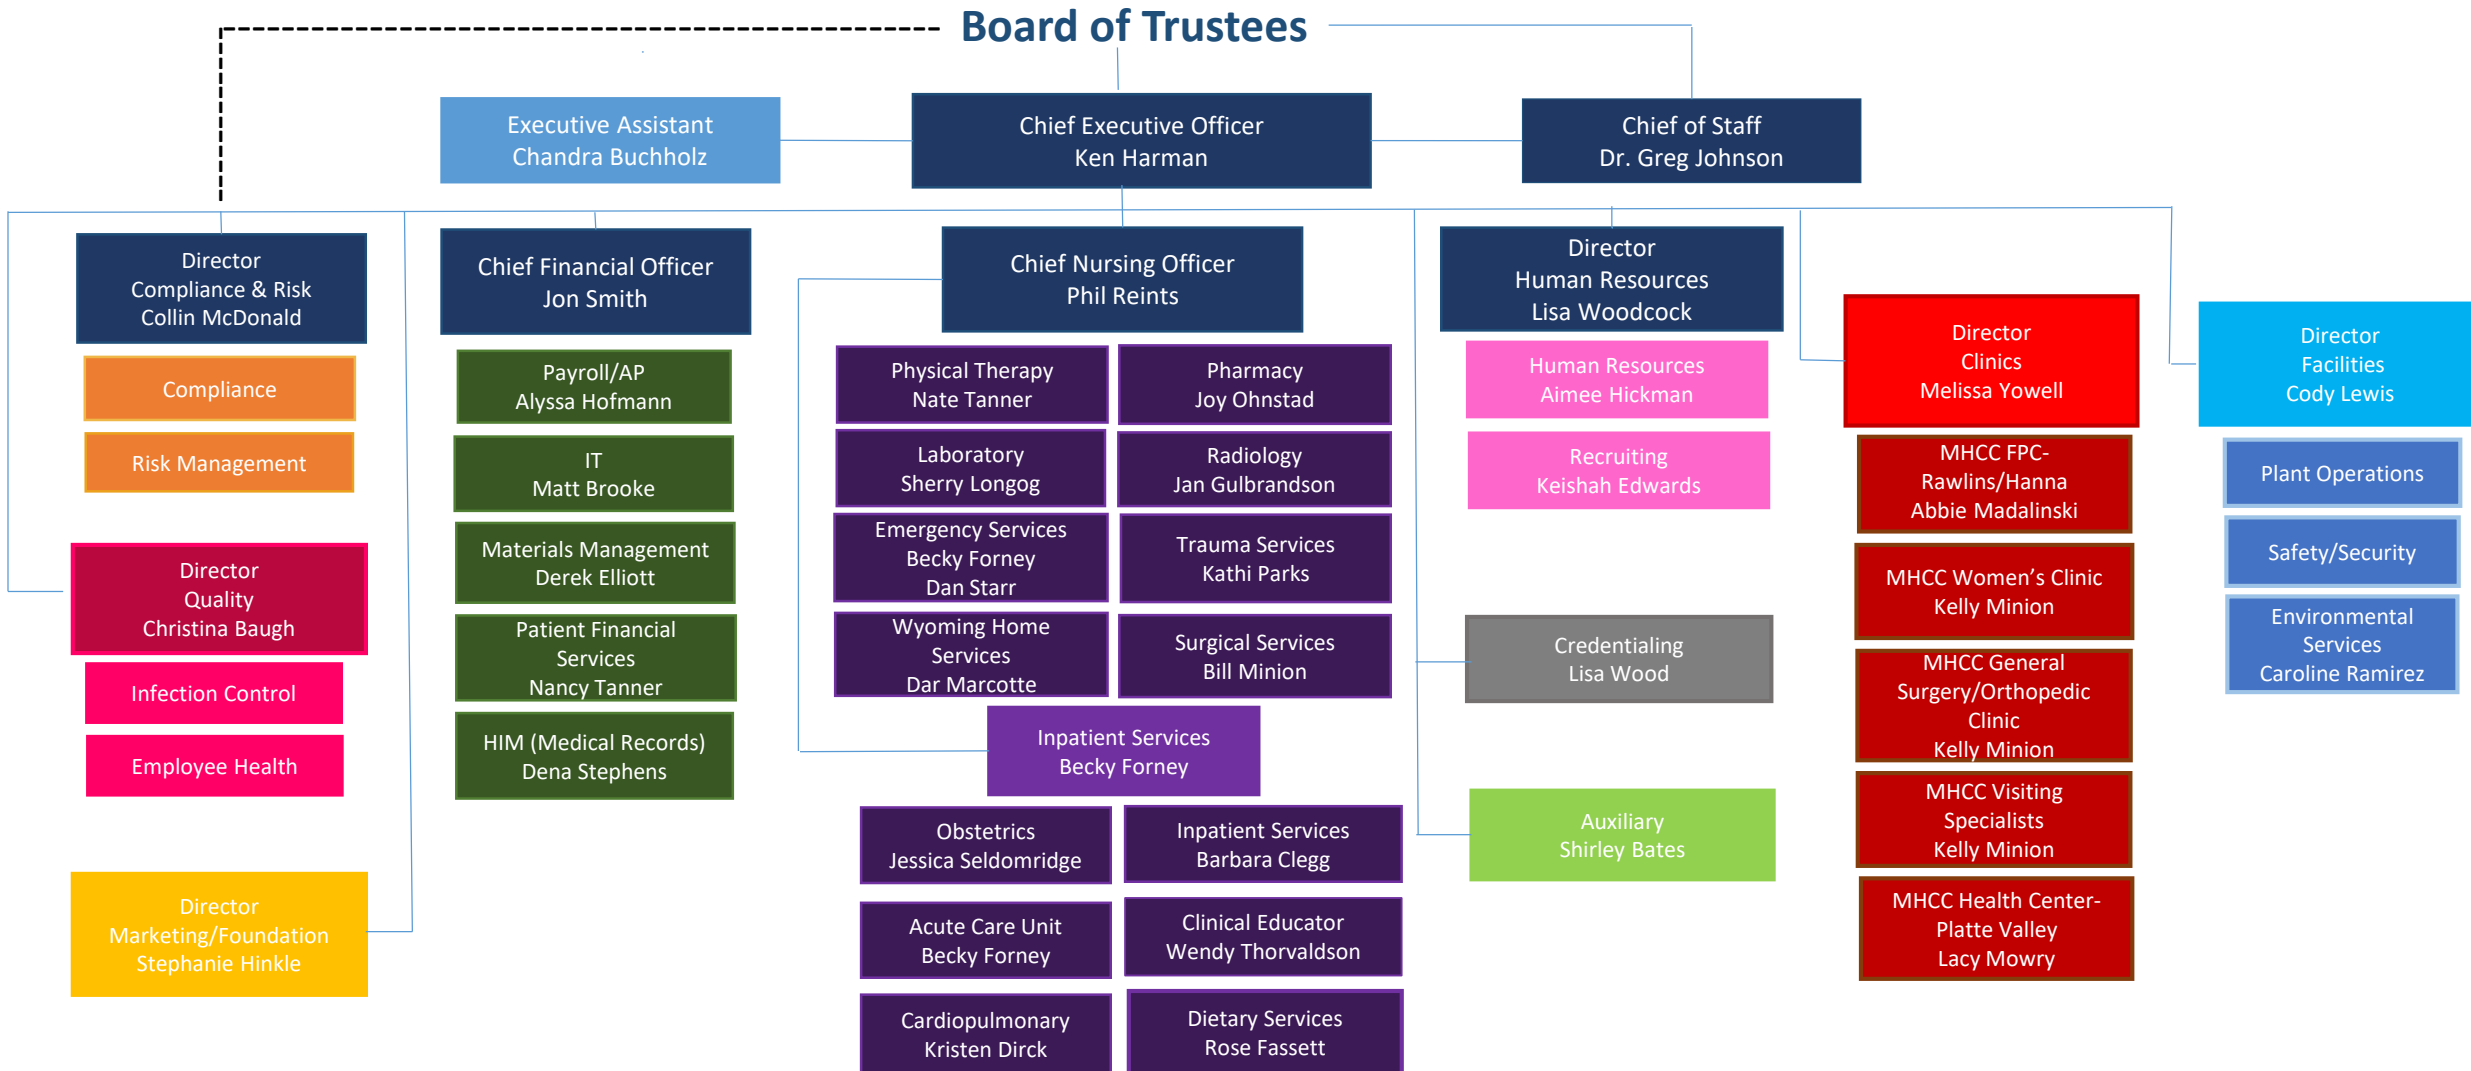 Board of Trustees
Executive Assistant
Chandra Buchholz
Chief Executive Officer
Ken Harman
Chief of Staff
Dr. Greg Johnson
Director
Compliance & Risk
Collin McDonald
Compliance
Risk Management
Director
Quality
Christina Baugh
Infection Control
Employee Health
Director
Marketing/Foundation
Stephanie Hinkle
Chief Financial Officer
Jon Smith
Payroll/AP
Alyssa Hofmann
IT
Matt Brooke
Materials Management
Derek Elliott
Patient Financial
Services
Nancy Tanner
HIM (Medical Records)
Dena Stephens
Chief Nursing Officer
Phil Reints
Physical Therapy
Nate Tanner
Pharmacy
Joy Ohnstad
Laboratory
Sherry Longog
Radiology
Jan Gulbrandson
Emergency Services
Becky Forney
Dan Starr
Trauma Services
Kathi Parks
Wyoming Home
Services
Dar Marcotte
Surgical Services
Bill Minion
Inpatient Services
Becky Forney
Obstetrics
Jessica Seldomridge
Inpatient Services
Barbara Clegg
Acute Care Unit
Becky Forney
Clinical Educator
Wendy Thorvaldson
Cardiopulmonary
Kristen Dirck
Dietary Services
Rose Fassett
Director
Human Resources
Lisa Woodcock
Human Resources
Aimee Hickman
Recruiting
Keishah Edwards
Credentialing
Lisa Wood
Auxiliary
Shirley Bates
Director
Clinics
Melissa Yowell
MHCC FPC-
Rawlins/Hanna
Abbie Madalinski
MHCC Women’s Clinic
Kelly Minion
MHCC General
Surgery/Orthopedic
Clinic
Kelly Minion
MHCC Visiting
Specialists
Kelly Minion
MHCC Health Center-
Platte Valley
Lacy Mowry
Director
Facilities
Cody Lewis
Plant Operations
Safety/Security
Environmental
Services
Caroline Ramirez